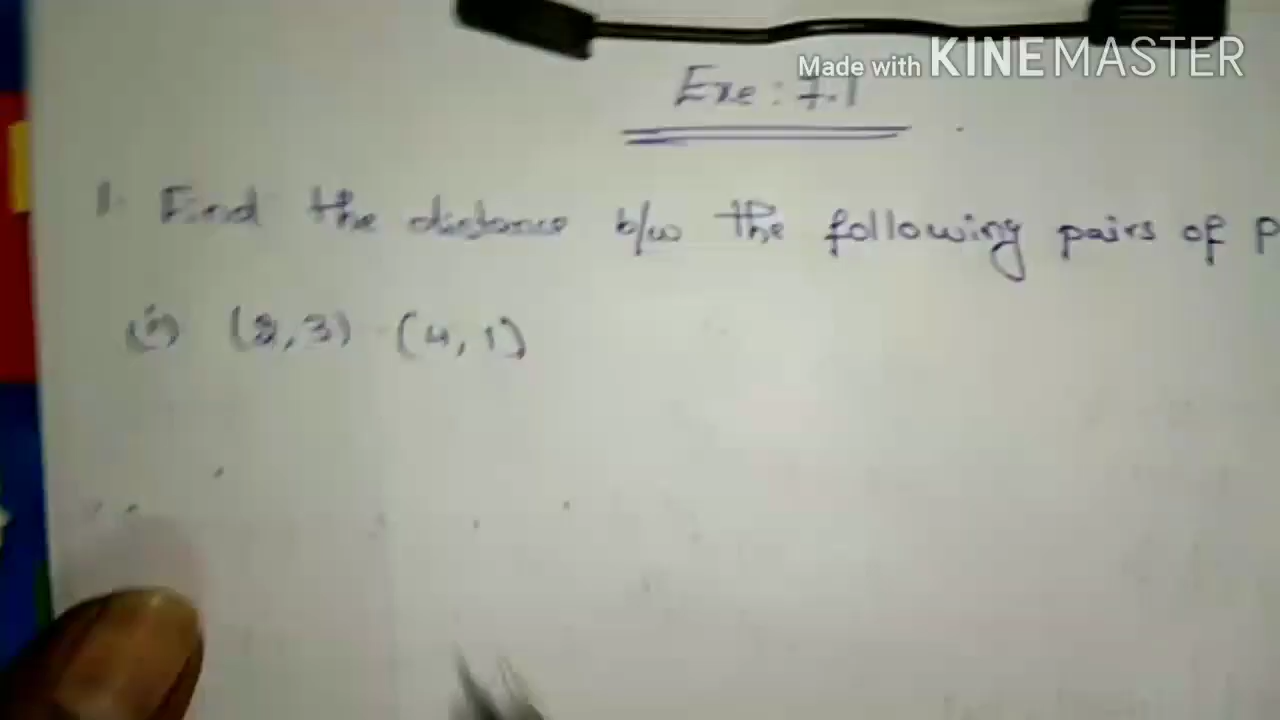 Made with KINEMASTER
Exe: 7.1
1. Find the distance b/w the following pairs of P
(i) (2,3) (4,1)